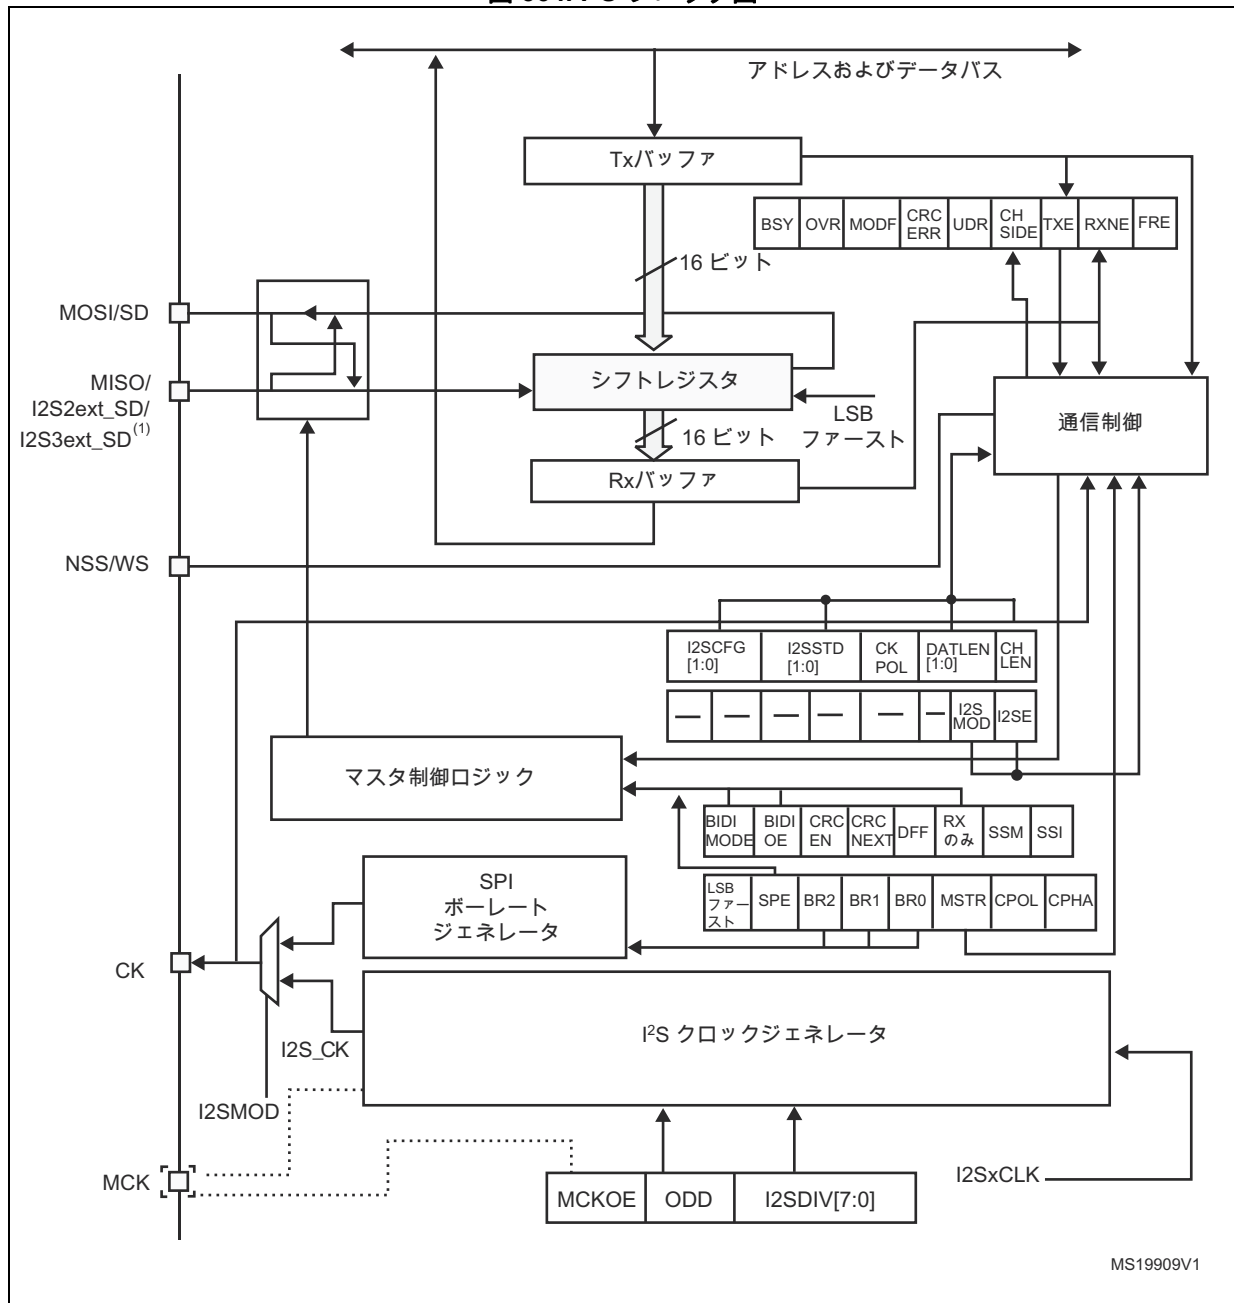 アドレスおよびデータバス
Txバッファ
BSY OVR MODF CRC ERR UDR CH SIDE TXE RXNE FRE
16 ビット
MOSI/SD
MISO/
I2S2ext_SD/
I2S3ext_SD(1)
シフトレジスタ
LSB
ファースト
通信制御
16 ビット
Rxバッファ
NSS/WS
I2SCFG [1:0] I2SSTD [1:0] CK POL DATLEN [1:0] CH LEN
— — — — — — I2S MOD I2SE
マスタ制御ロジック
BIDI MODE BIDI OE CRC EN CRC NEXT DFF RX のみ SSM SSI
LSB ファースト SPE BR2 BR1 BR0 MSTR CPOL CPHA
SPI
ボーレート
ジェネレータ
CK
I2S クロックジェネレータ
I2S_CK
I2SMOD
MCK
MCKOE ODD I2SDIV[7:0]
I2SxCLK
MS19909V1